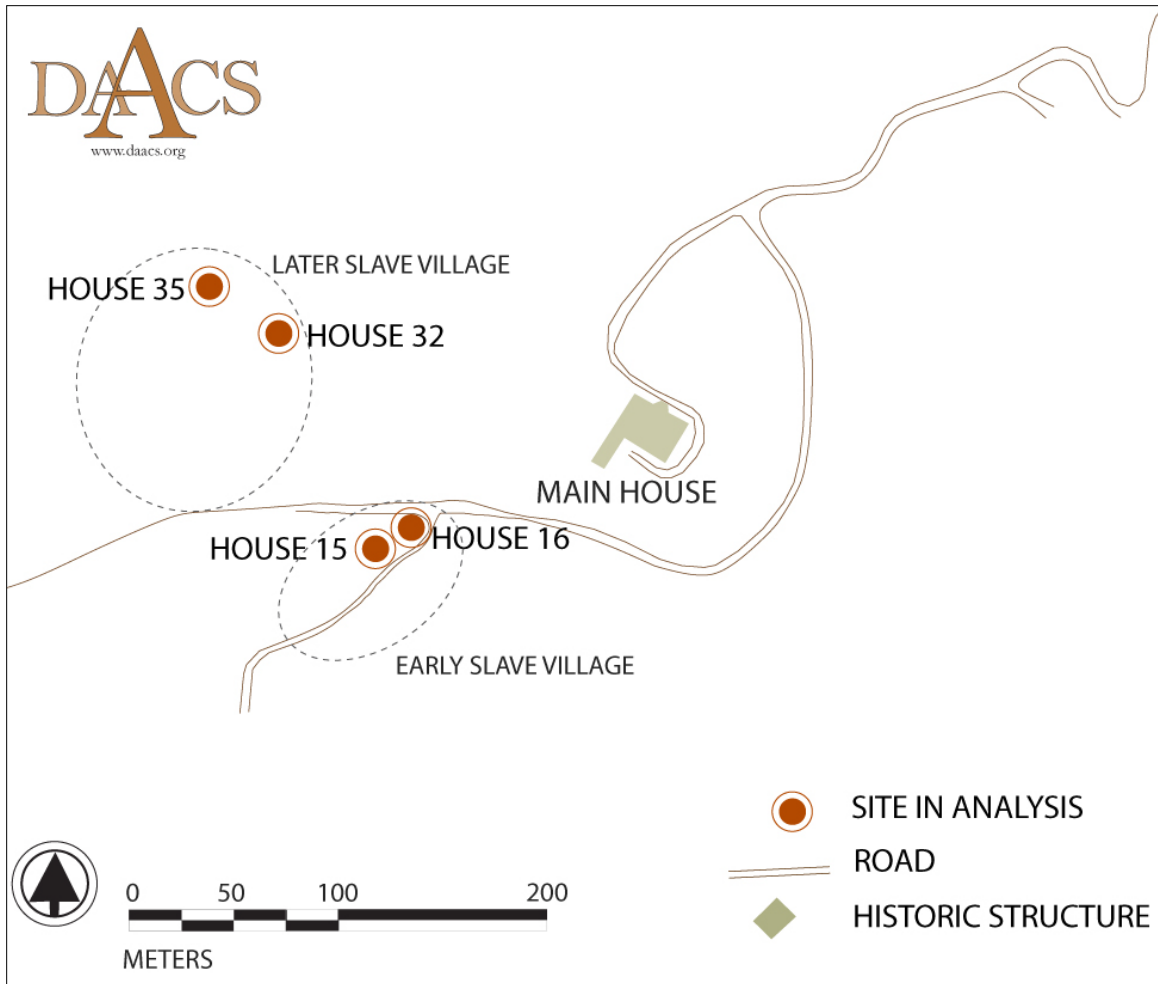 DAACS
www.daacs.org
LATER SLAVE VILLAGE
HOUSE 35
HOUSE 32
MAIN HOUSE
HOUSE 16
HOUSE 15
EARLY SLAVE VILLAGE
SITE IN ANALYSIS
ROAD
HISTORIC STRUCTURE
0 50 100 200
METERS